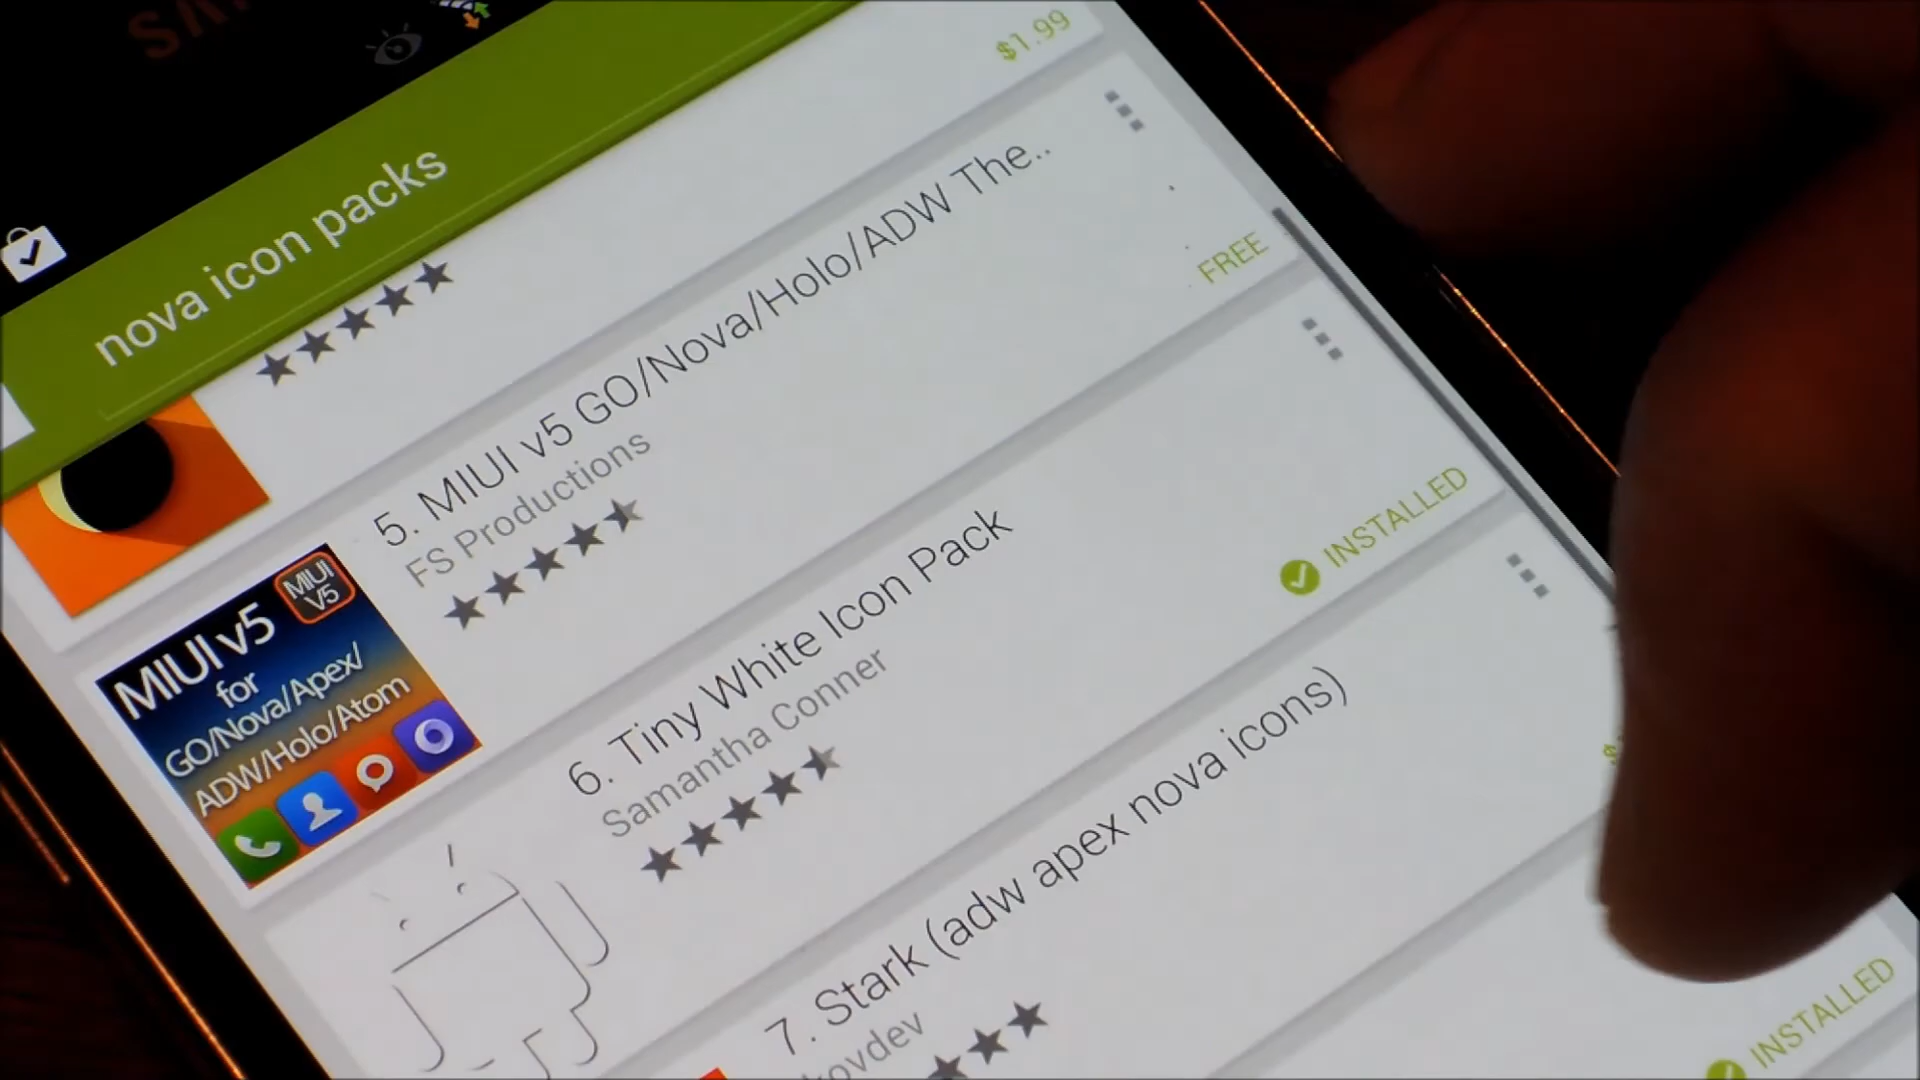 nova icon packs
$1.99
5. MIUI v5 GO/Nova/Holo/ADW The..
FS Productions
FREE
MIUI
V5
MIUI v5
for
GO/Nova/Apex/
ADW/Holo/Atom
6. Tiny White Icon Pack
Samantha Conner
INSTALLED
7. Stark (adw apex nova icons)
INSTALLED